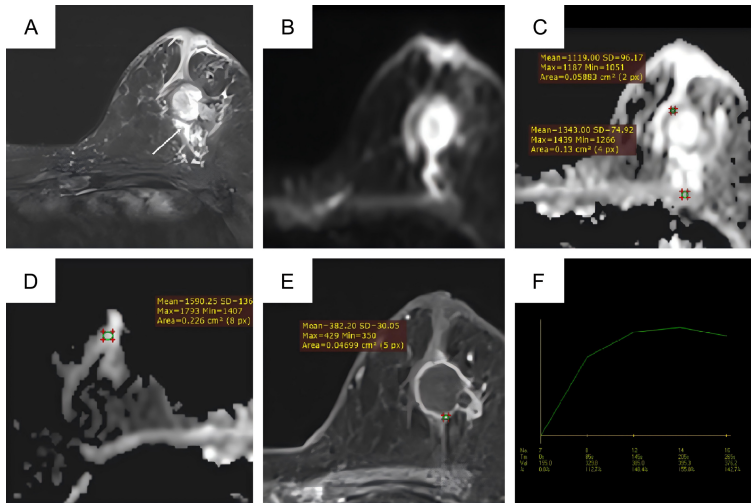 A
B
C
Mean=1119.00 SD=96.17
Max=1187 Min=1051
Area=0.05883 cm² (2 px)
Mean=1343.00 SD=74.92
Max=1439 Min=1266
Area=0.13 cm² (4 px)
D
Mean=1590.25 SD=136
Max=1793 Min=1407
Area=0.226 cm² (8 px)
E
Mean=382.20 SD=30.05
Max=429 Min=350
Area=0.04699 cm² (5 px)
F